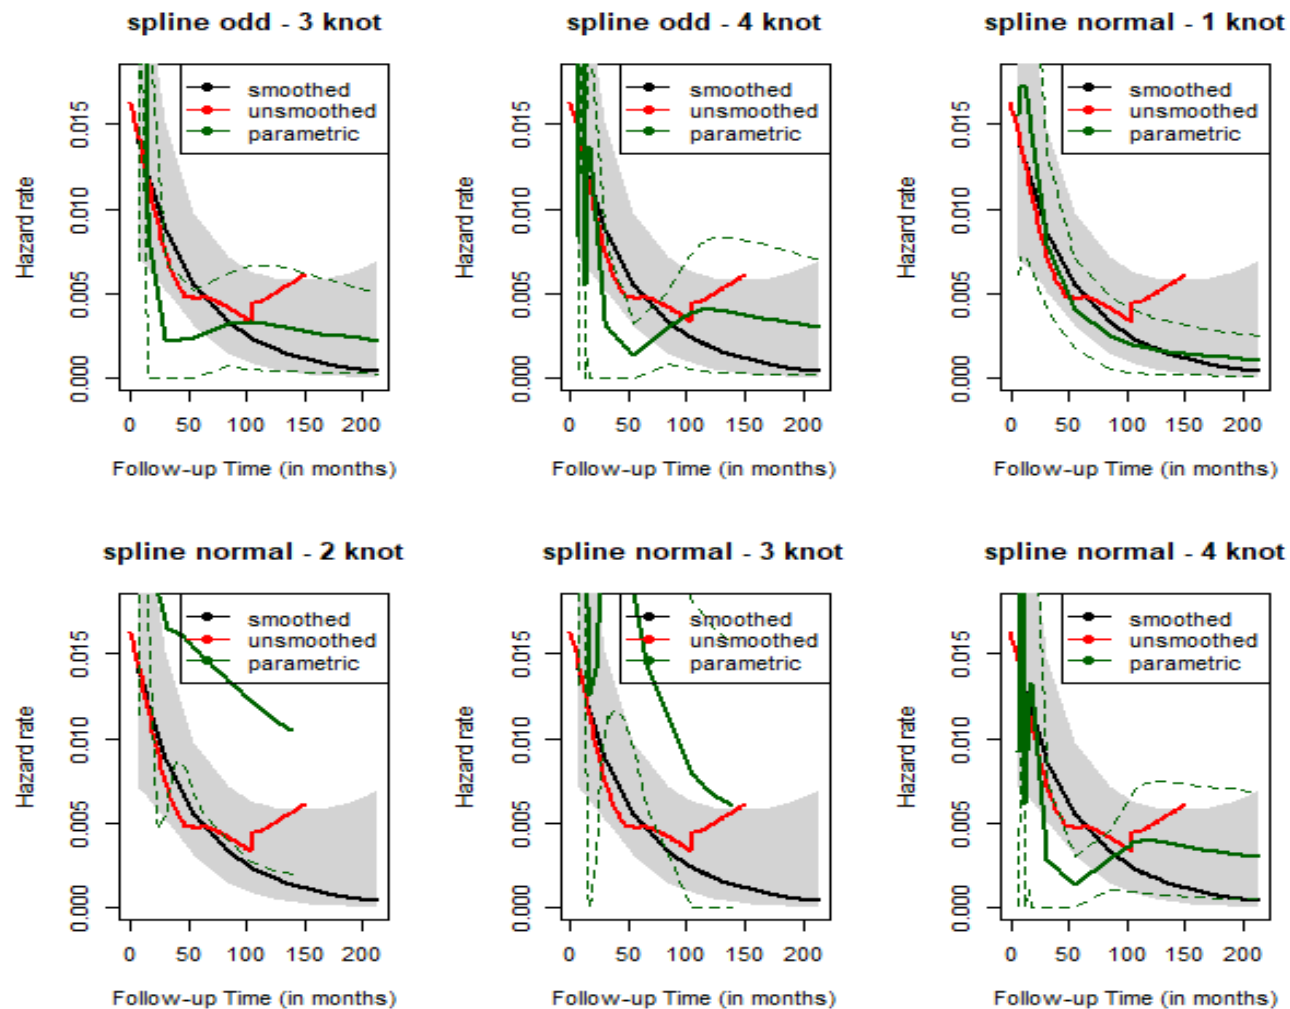 spline odd - 3 knot
smoothed
unsmoothed
parametric
Hazard rate
0.000 0.005 0.010 0.015
0 50 100 150 200
Follow-up Time (in months)
spline odd - 4 knot
smoothed
unsmoothed
parametric
Hazard rate
0.000 0.005 0.010 0.015
0 50 100 150 200
Follow-up Time (in months)
spline normal - 1 knot
smoothed
unsmoothed
parametric
Hazard rate
0.000 0.005 0.010 0.015
0 50 100 150 200
Follow-up Time (in months)
spline normal - 2 knot
smoothed
unsmoothed
parametric
Hazard rate
0.000 0.005 0.010 0.015
0 50 100 150 200
Follow-up Time (in months)
spline normal - 3 knot
smoothed
unsmoothed
parametric
Hazard rate
0.000 0.005 0.010 0.015
0 50 100 150 200
Follow-up Time (in months)
spline normal - 4 knot
smoothed
unsmoothed
parametric
Hazard rate
0.000 0.005 0.010 0.015
0 50 100 150 200
Follow-up Time (in months)